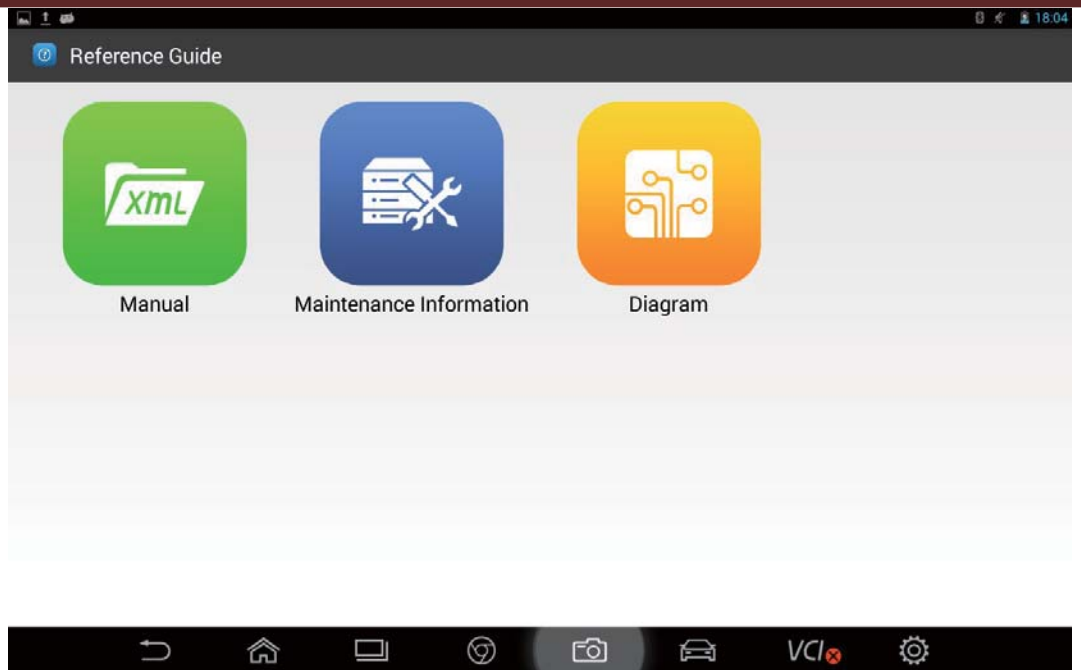 18:04
Reference Guide
xml
Manual
Maintenance Information
Diagram
VCI